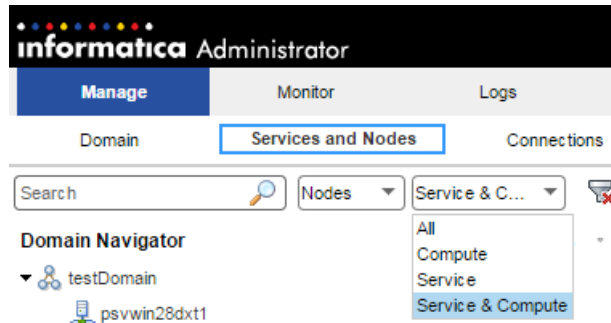 informatica Administrator
Manage Monitor Logs
Domain Services and Nodes Connections
Search Nodes Service & C...
All
Domain Navigator
Compute
testDomain
Service
Service & Compute
psvwin28dxt1